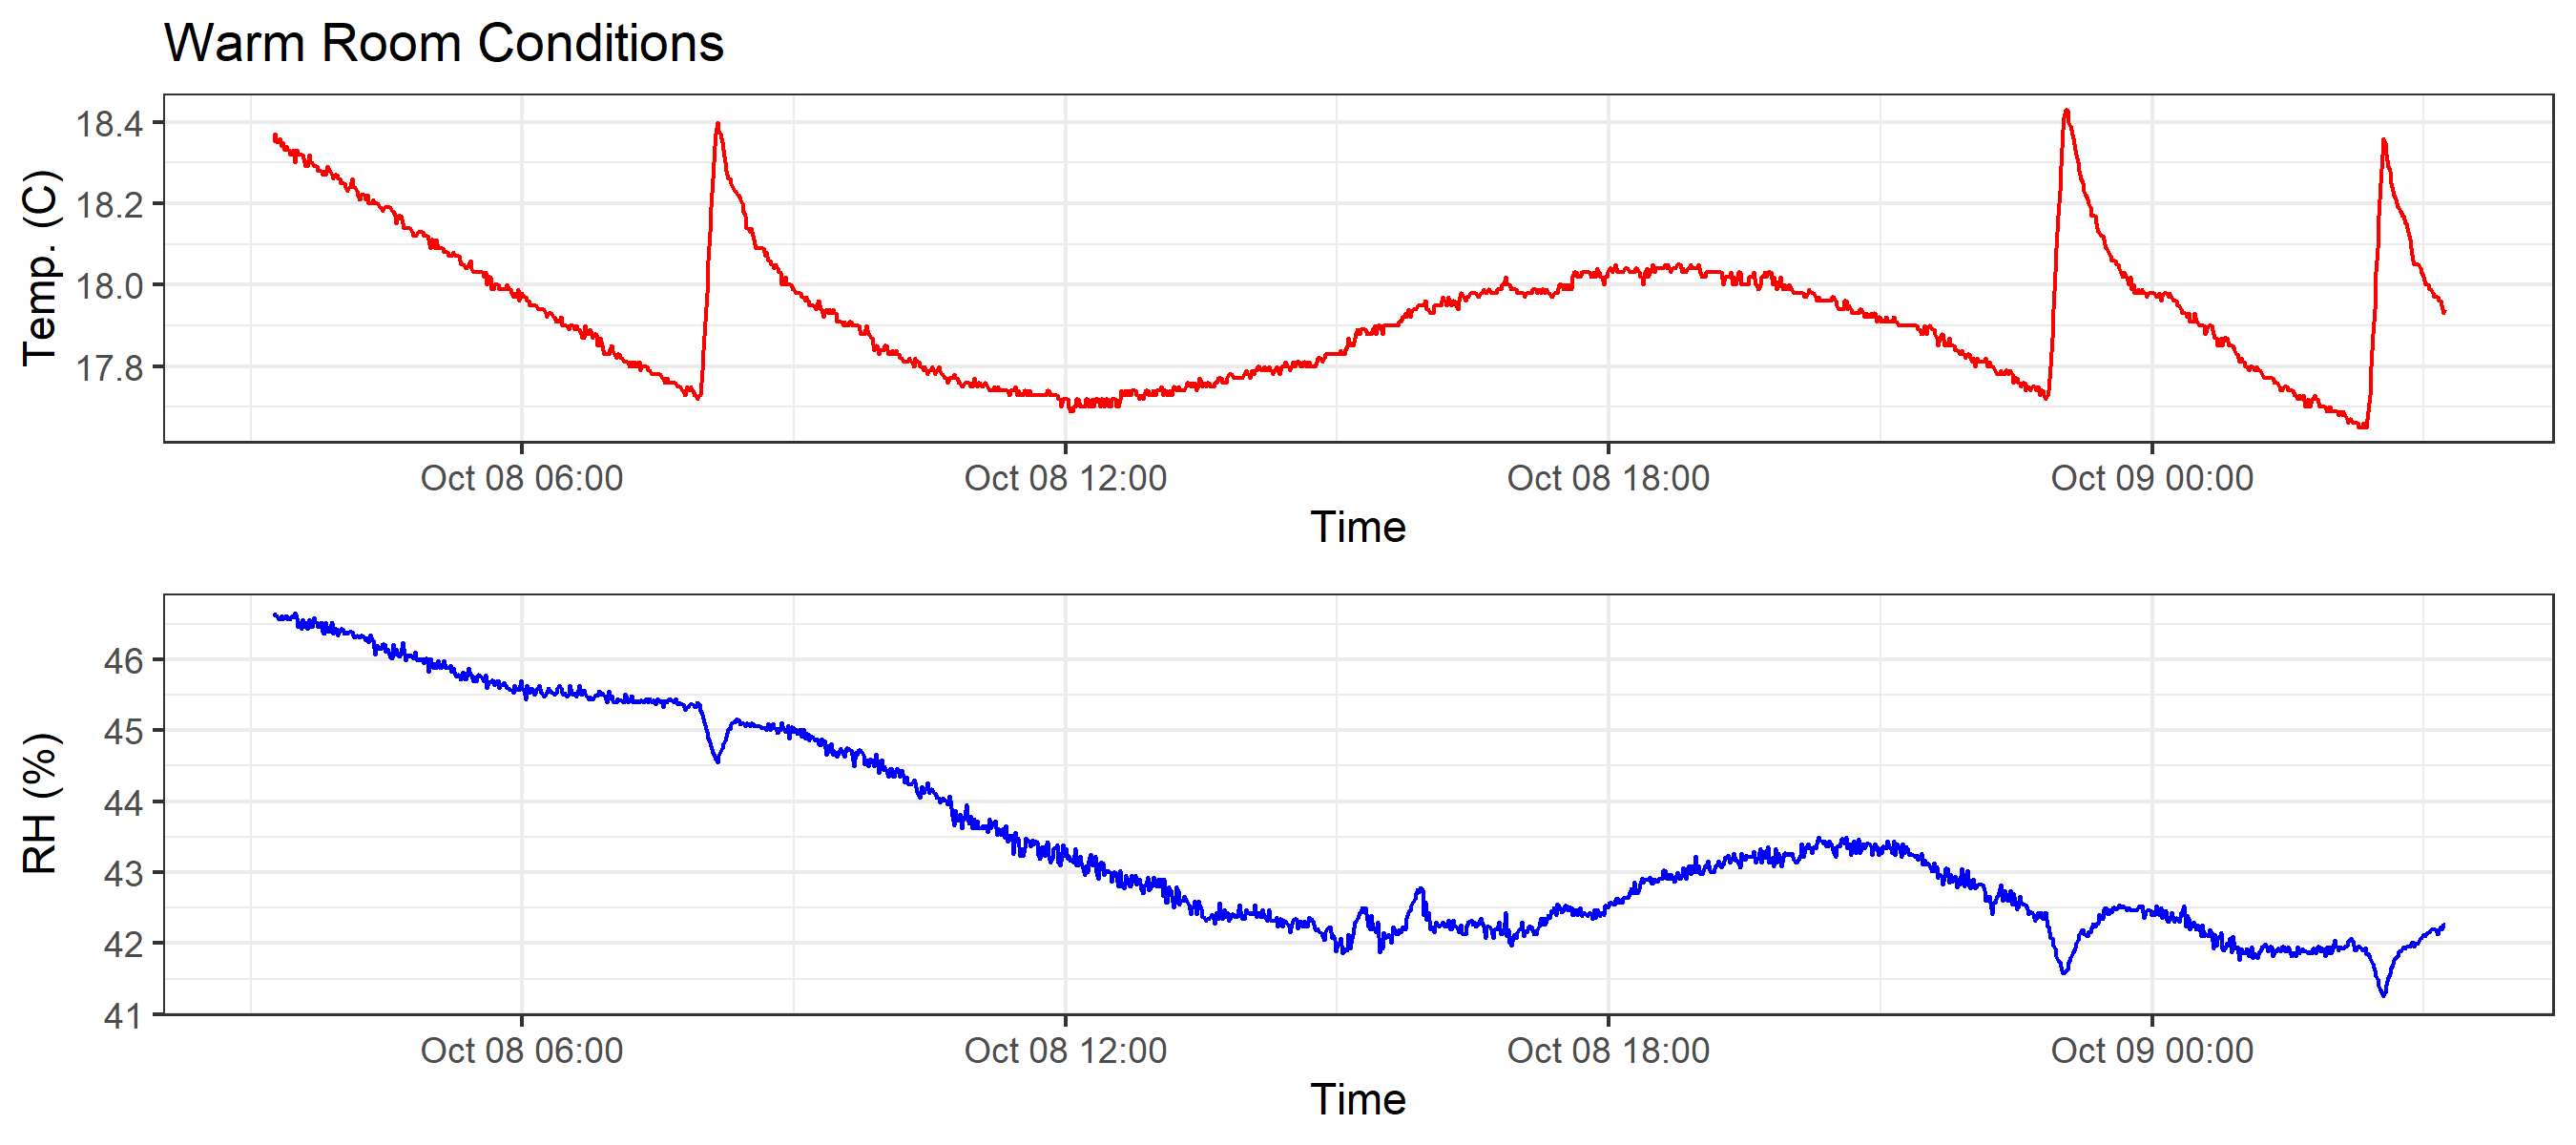 Warm Room Conditions
Temp. (C)
18.4
18.2
18.0
17.8
Oct 08 06:00 Oct 08 12:00 Oct 08 18:00 Oct 09 00:00
Time
RH (%)
46
45
44
43
42
41
Oct 08 06:00 Oct 08 12:00 Oct 08 18:00 Oct 09 00:00
Time